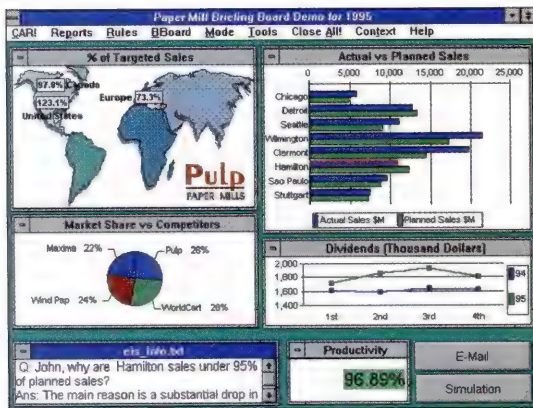 Paper Mill Briefing Board Demo for 1995
CARI Reports Rules BBoard Mode Tools Close All! Context Help
% of Targeted Sales
97.8% Canada
123.1%
United States
Europe 73.3%
Pulp
PAPER MILLS
Actual vs Planned Sales
0 5,000 10,000 15,000 20,000 25,000
Chicago
Detroit
Seattle
Wilmington
Clermont
Hamilton
Sao Paulo
Stuttgart
Actual Sales $M Planned Sales $M
Market Share vs Competitors
Maxima 22% Pulp 28%
Wind Pap 24% WorldCart 26%
Dividends (Thousand Dollars)
2,000
1,800
1,600
1,400
1st 2nd 3rd 4th
94
95
eis_info.txt
Q: John, why are Hamilton sales under 95%
of planned sales?
Ans: The main reason is a substantial drop in
Productivity
96.89%
E-Mail
Simulation